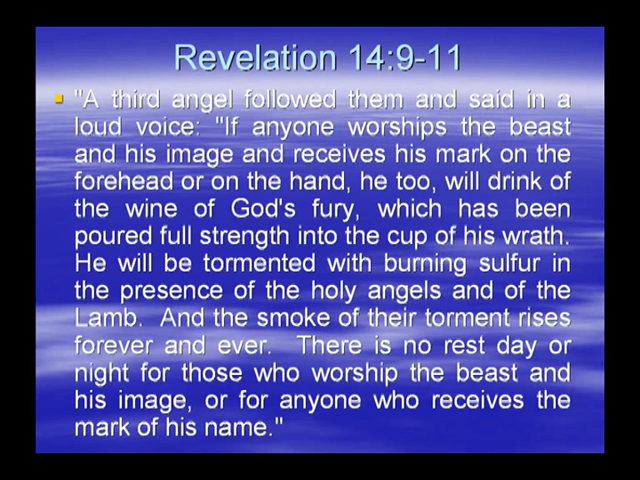 Revelation 14:9-11
"A third angel followed them and said in a
loud voice: "If anyone worships the beast
and his image and receives his mark on the
forehead or on the hand, he too, will drink of
the wine of God's fury, which has been
poured full strength into the cup of his wrath.
He will be tormented with burning sulfur in
the presence of the holy angels and of the
Lamb. And the smoke of their torment rises
forever and ever. There is no rest day or
night for those who worship the beast and
his image, or for anyone who receives the
mark of his name."